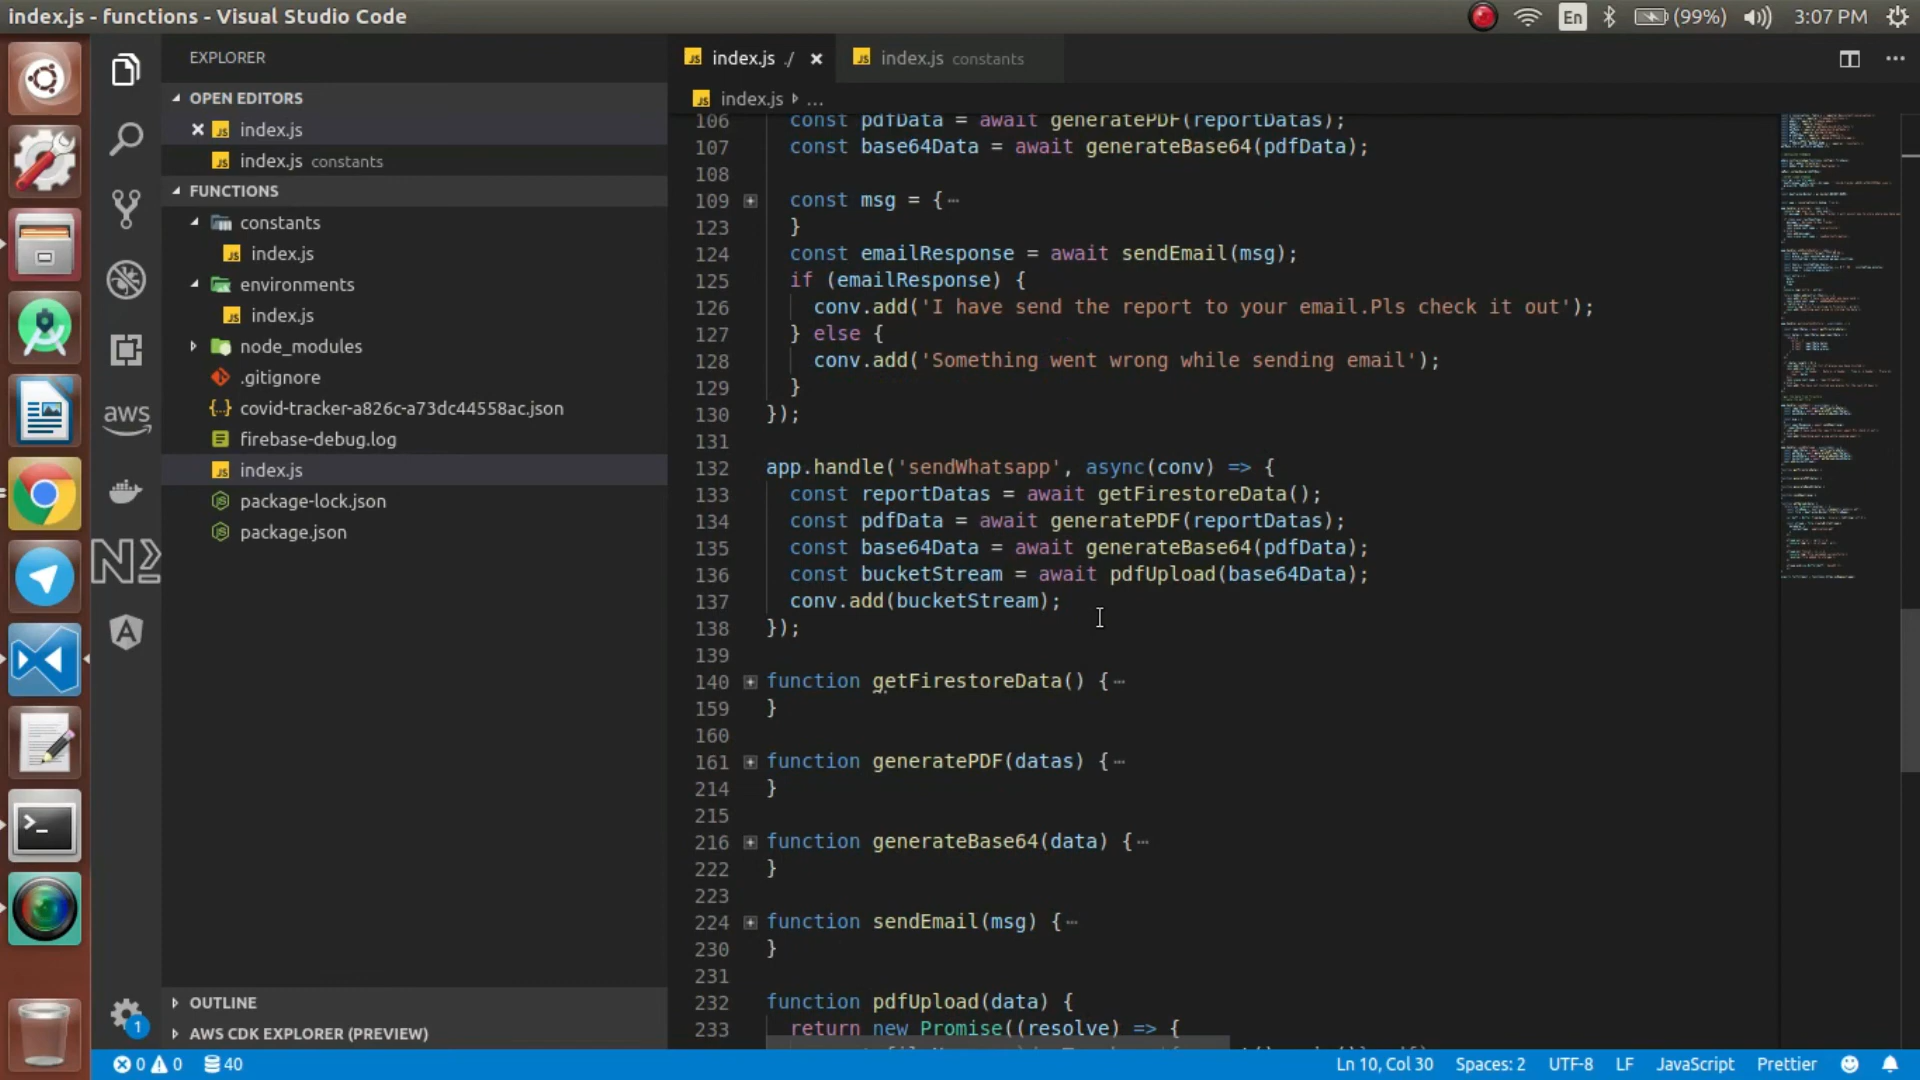 index.js - functions - Visual Studio Code
En
(99%)
3:07 PM
EXPLORER
OPEN EDITORS
index.js
index.js constants
FUNCTIONS
constants
index.js
environments
index.js
node_modules
.gitignore
covid-tracker-a826c-a73dc44558ac.json
firebase-debug.log
index.js
package-lock.json
package.json
OUTLINE
AWS CDK EXPLORER (PREVIEW)
aws
1
index.js ./
index.js constants
index.js ...
106 const pdfData = await generatePDF(reportDatas);
107 const base64Data = await generateBase64(pdfData);
108
109 const msg = {
123 }
124 const emailResponse = await sendEmail(msg);
125 if (emailResponse) {
126 conv.add('I have send the report to your email.Pls check it out');
127 } else {
128 conv.add('Something went wrong while sending email');
129 }
130 });
131
132 app.handle('sendWhatsapp', async(conv) => {
133 const reportDatas = await getFirestoreData();
134 const pdfData = await generatePDF(reportDatas);
135 const base64Data = await generateBase64(pdfData);
136 const bucketStream = await pdfUpload(base64Data);
137 conv.add(bucketStream);
138 });
139
140 function getFirestoreData() {
159 }
160
161 function generatePDF(datas) {
214 }
215
216 function generateBase64(data) {
222 }
223
224 function sendEmail(msg) {
230 }
231
232 function pdfUpload(data) {
233 return new Promise((resolve) => {
0 0 40
Ln 10, Col 30
Spaces: 2
UTF-8
LF
JavaScript
Prettier